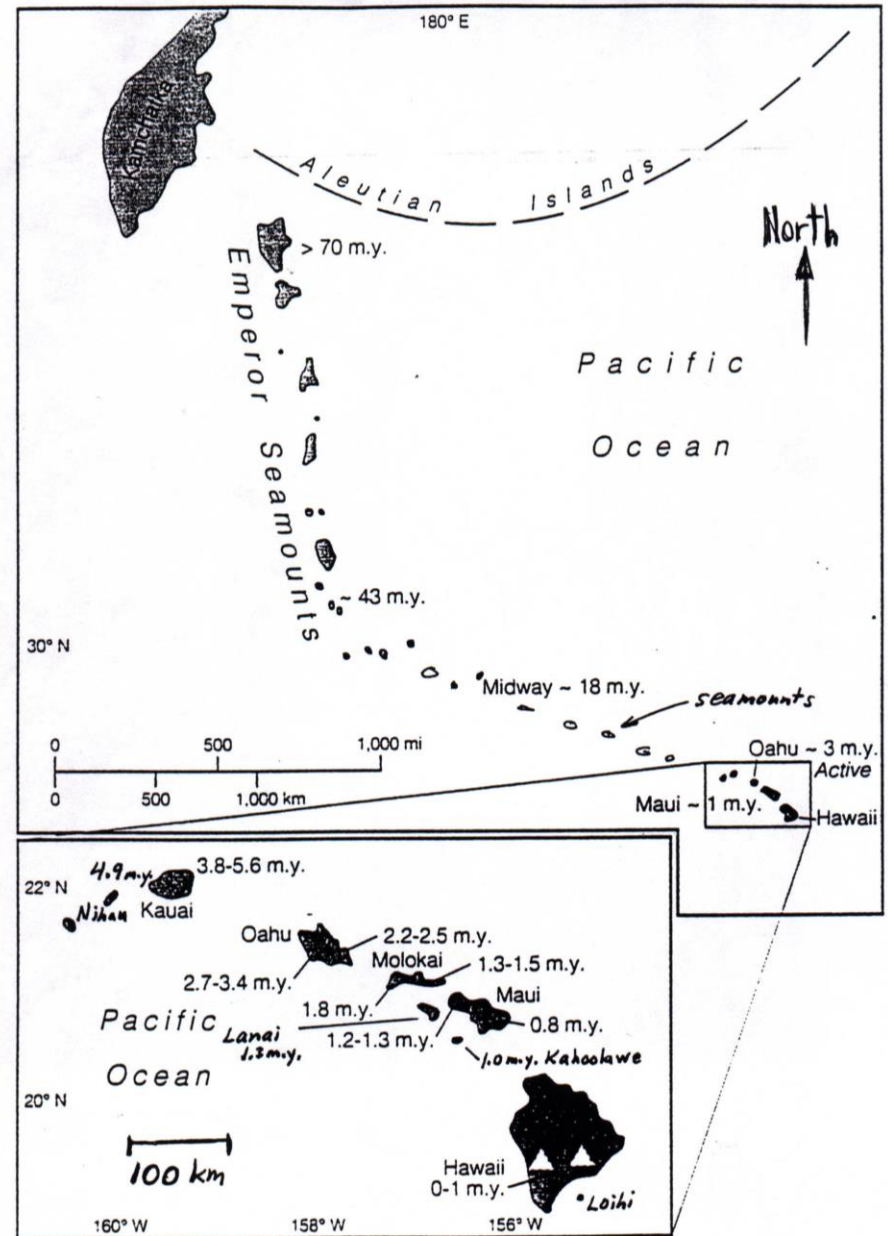 180° E
Kamchatka
Aleutian Islands
North
> 70 m.y.
Emperor Seamounts
Pacific
Ocean
~ 43 m.y.
30° N
Midway ~ 18 m.y.
seamounts
0 500 1,000 mi
0 500 1,000 km
Oahu ~ 3 m.y.
Active
Maui ~ 1 m.y.
Hawaii
22° N
4.9 m.y.
3.8-5.6 m.y.
Nihau
Kauai
Oahu
2.2-2.5 m.y.
Molokai
1.3-1.5 m.y.
2.7-3.4 m.y.
Maui
1.8 m.y.
0.8 m.y.
Pacific
Lanai
1.3 m.y.
1.2-1.3 m.y.
1.0 m.y. Kahoolawe
Ocean
20° N
100 km
Hawaii
0-1 m.y.
Loihi
160° W
158° W
156° W